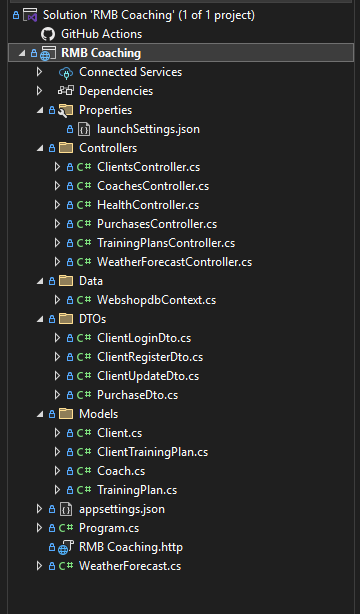 Solution 'RMB Coaching' (1 of 1 project)
GitHub Actions
RMB Coaching
Connected Services
Dependencies
Properties
launchSettings.json
Controllers
C# ClientsController.cs
C# CoachesController.cs
C# HealthController.cs
C# PurchasesController.cs
C# TrainingPlansController.cs
C# WeatherForecastController.cs
Data
C# WebshopdbContext.cs
DTOs
C# ClientLoginDto.cs
C# ClientRegisterDto.cs
C# ClientUpdateDto.cs
C# PurchaseDto.cs
Models
C# Client.cs
C# ClientTrainingPlan.cs
C# Coach.cs
C# TrainingPlan.cs
appsettings.json
C# Program.cs
RMB Coaching.http
C# WeatherForecast.cs